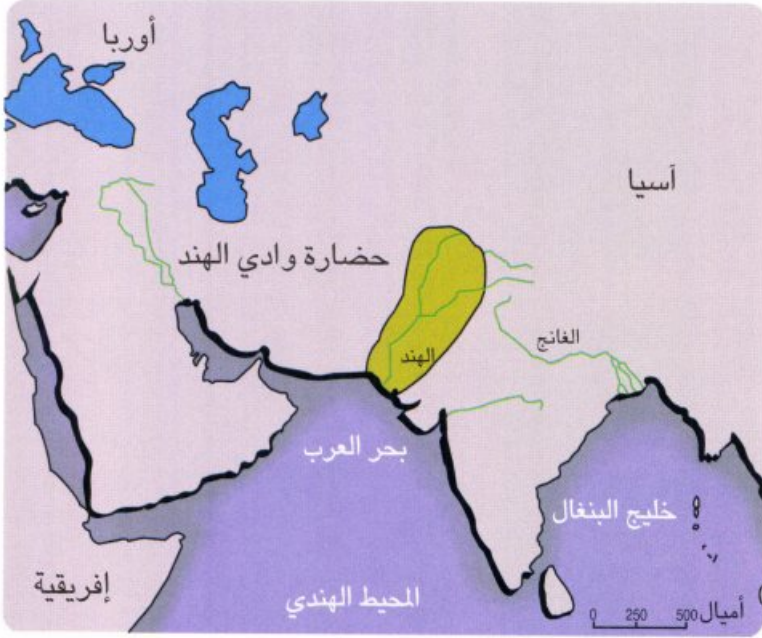 أوربا
آسيا
حضارة وادي الهند
الغانج
الهند
بحر العرب
خليج البنغال
إفريقية
المحيط الهندي
0 250 500 أميال